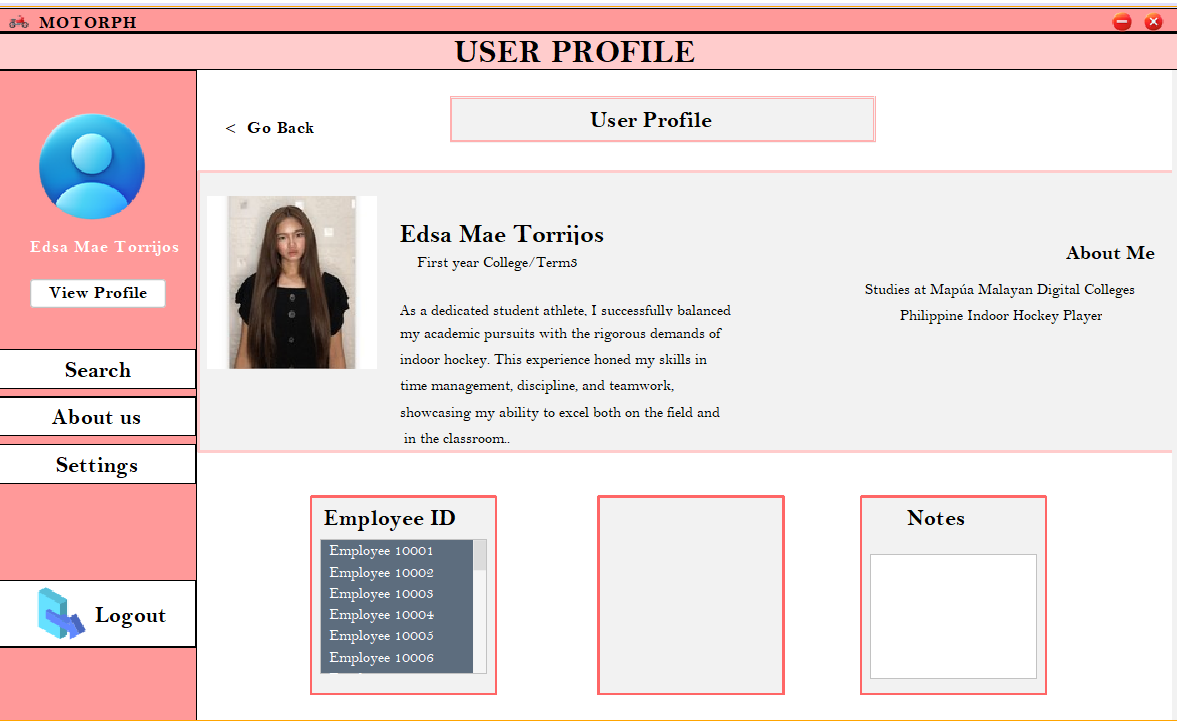 MOTORPH
USER PROFILE
< Go Back
User Profile
Edsa Mae Torrijos
View Profile
Search
About us
Settings
Logout
Edsa Mae Torrijos
First year College/Term3
As a dedicated student athlete, I successfully balanced
my academic pursuits with the rigorous demands of
indoor hockey. This experience honed my skills in
time management, discipline, and teamwork,
showcasing my ability to excel both on the field and
in the classroom..
About Me
Studies at Mapúa Malayan Digital Colleges
Philippine Indoor Hockey Player
Employee ID
Employee 10001
Employee 10002
Employee 10003
Employee 10004
Employee 10005
Employee 10006
Notes